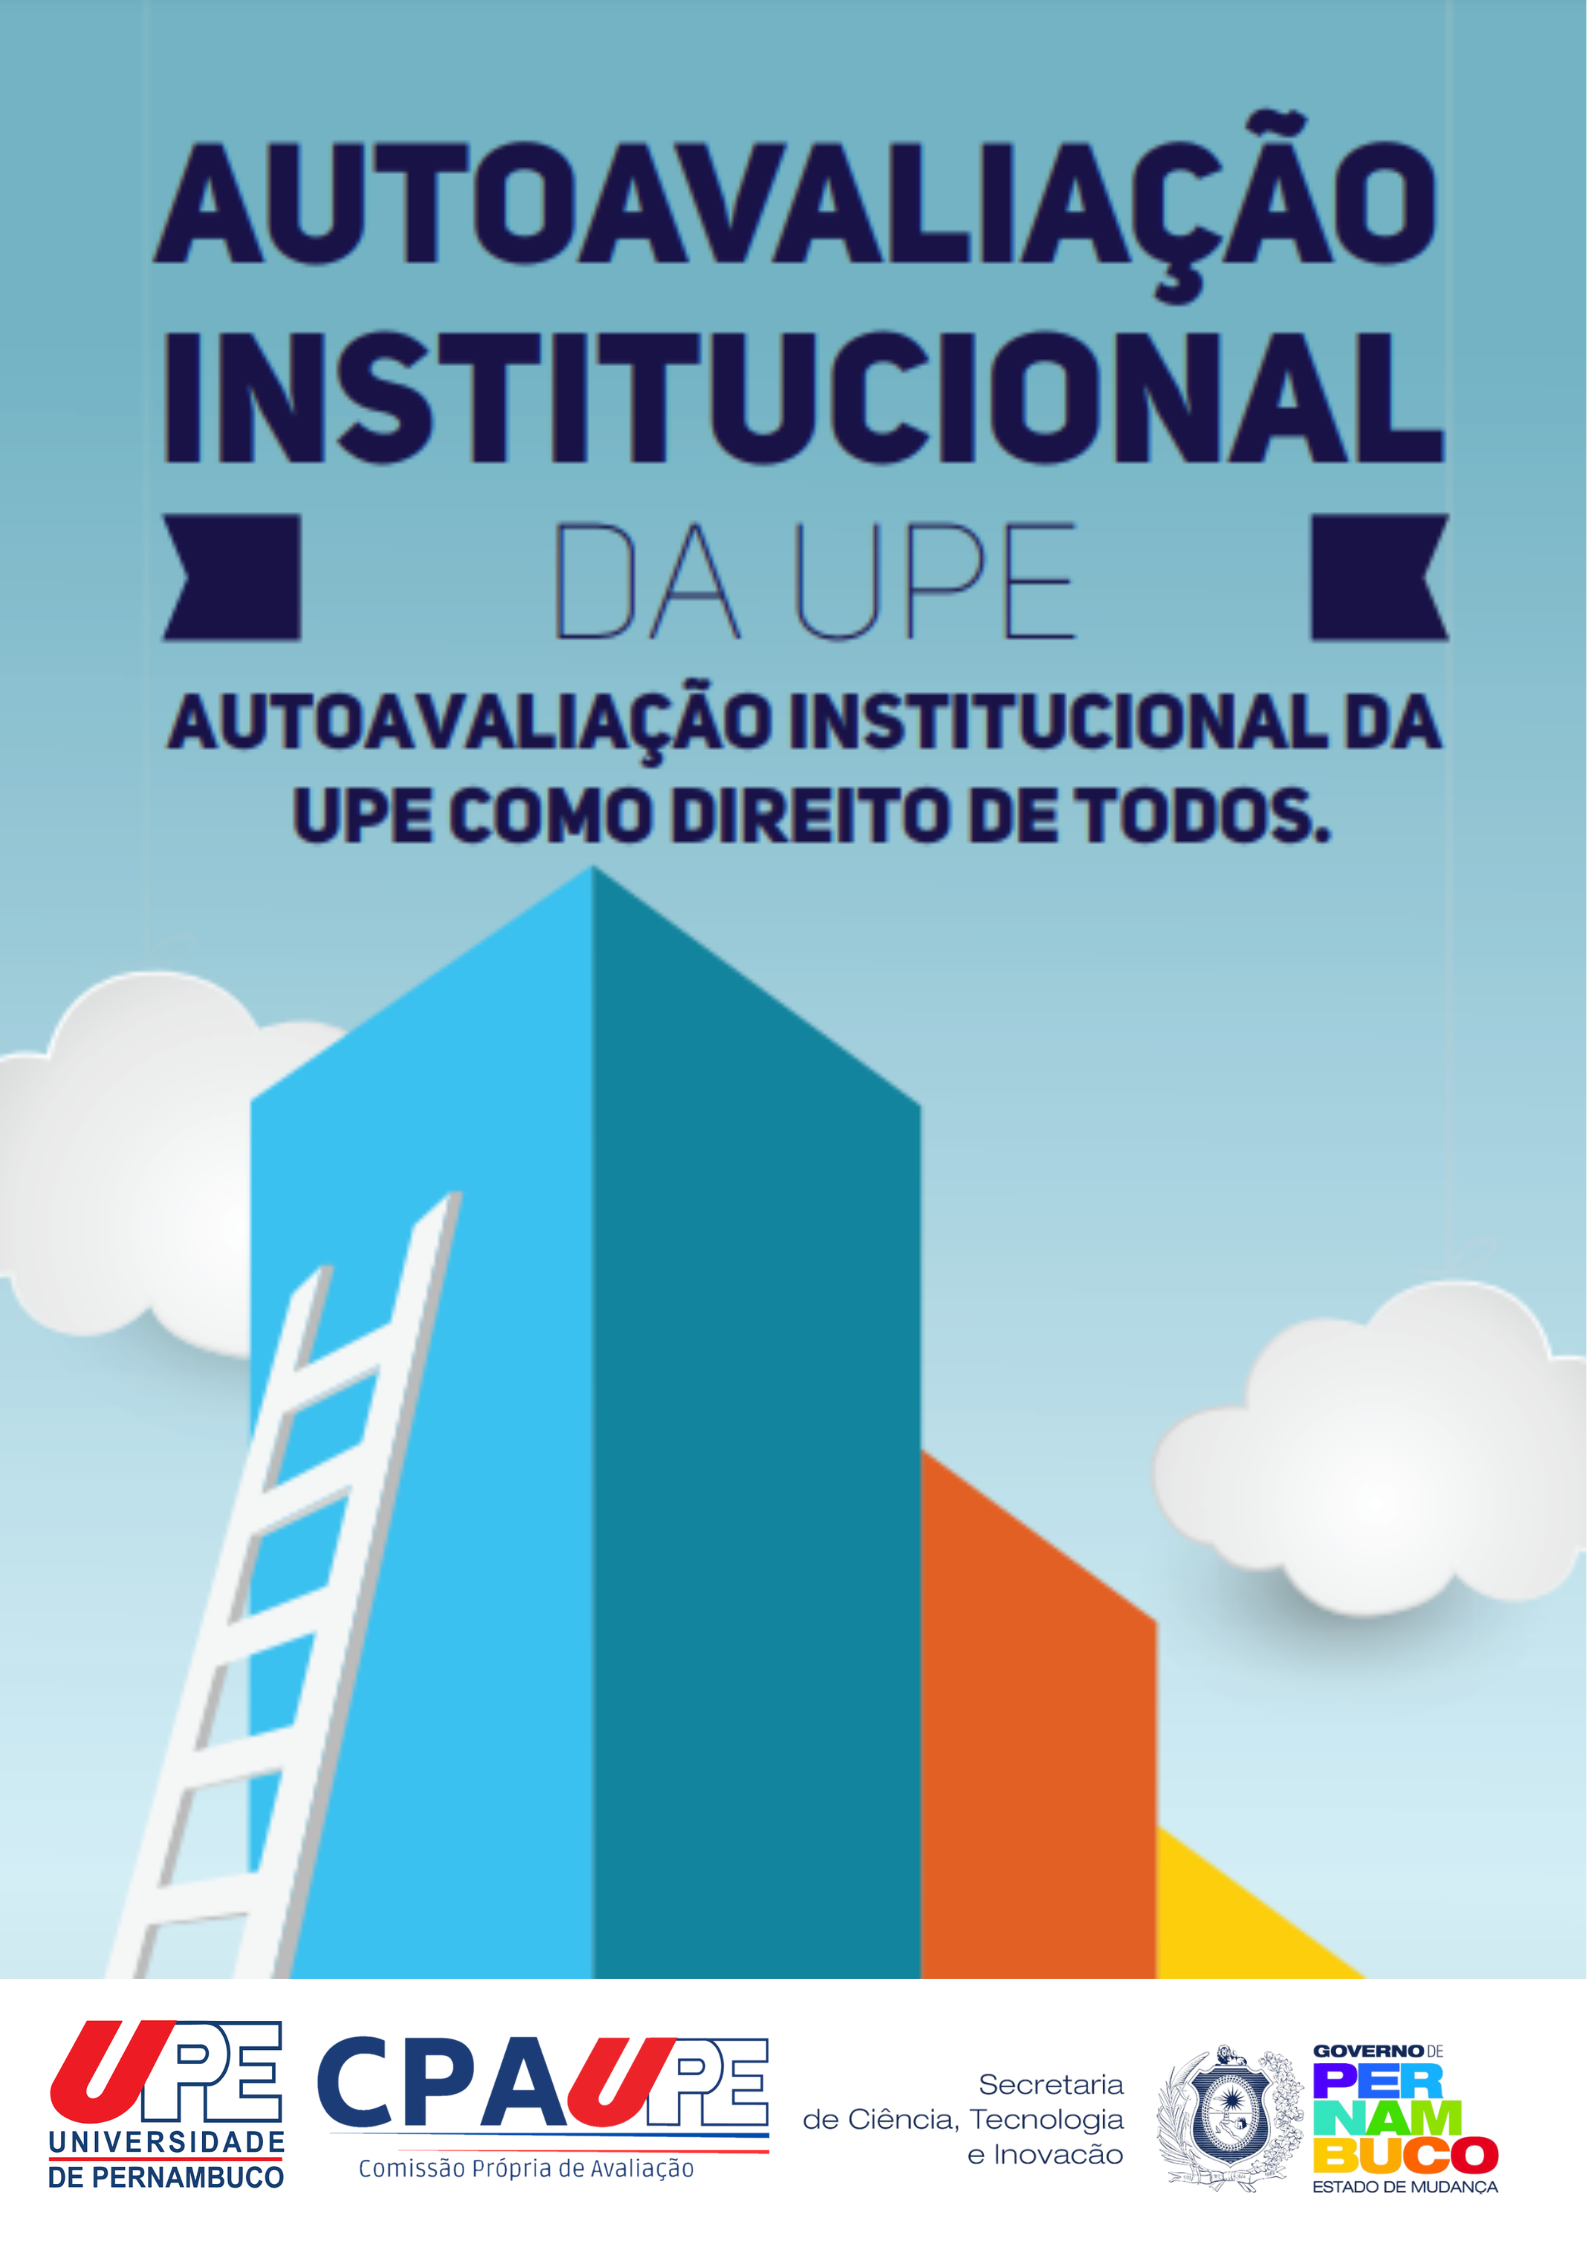 AUTOAVALIAÇÃO
INSTITUCIONAL
DA UPE
AUTOAVALIAÇÃO INSTITUCIONAL DA
UPE COMO DIREITO DE TODOS.
UPE
UNIVERSIDADE
DE PERNAMBUCO
CPAUPE
Comissão Própria de Avaliação
Secretaria
de Ciência, Tecnologia
e Inovacão
GOVERNO DE
PER
NAM
BUCO
ESTADO DE MUDANÇA